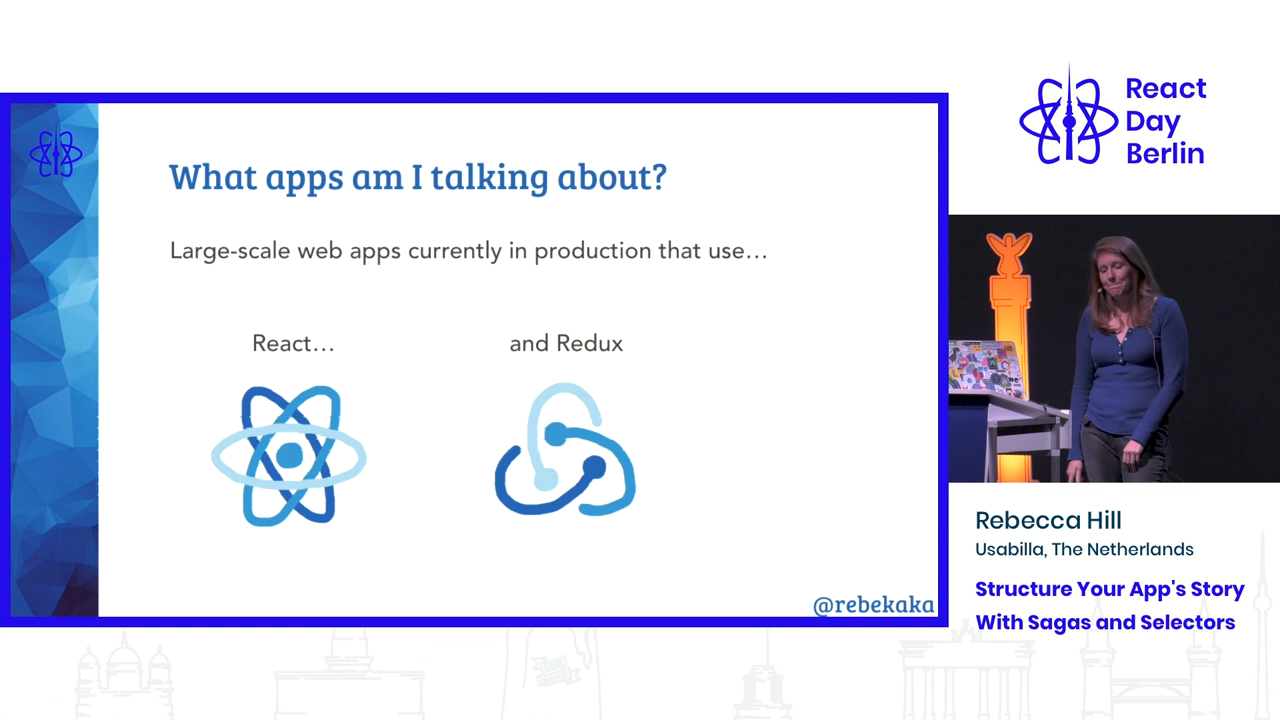 What apps am I talking about?
Large-scale web apps currently in production that use…
React…
and Redux
@rebekaka
React
Day
Berlin
Rebecca Hill
Usabilla, The Netherlands
Structure Your App's Story
With Sagas and Selectors